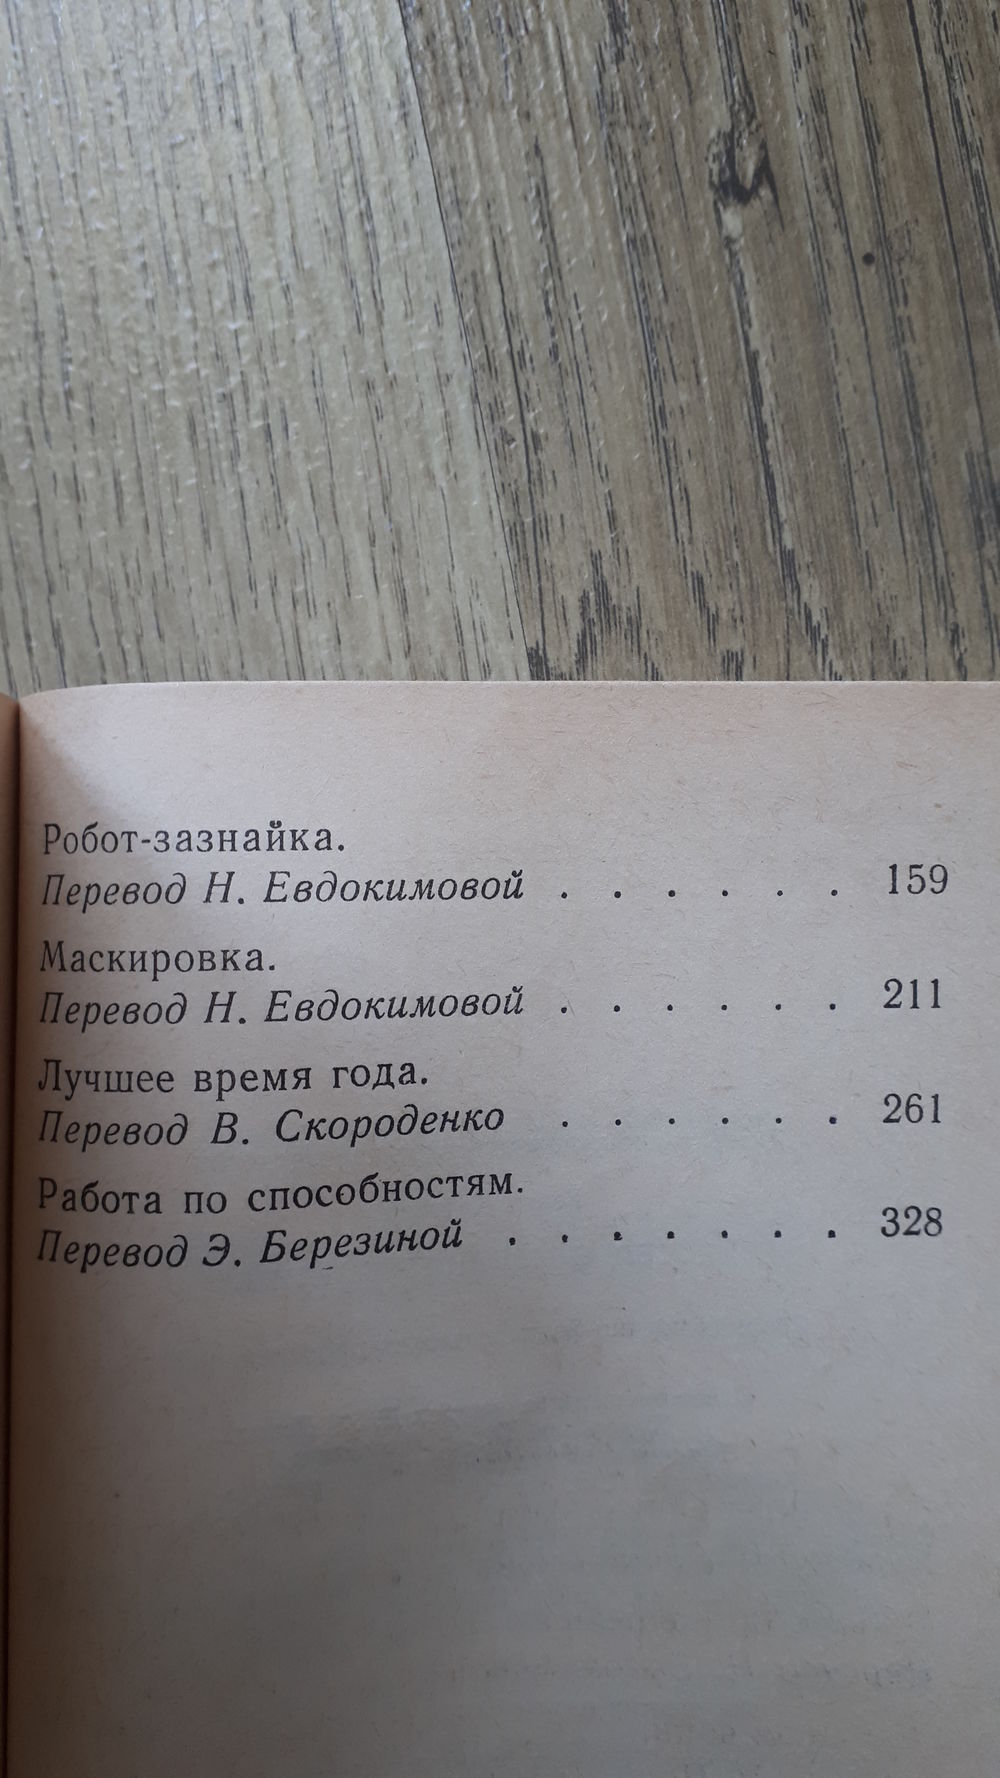 Робот-зазнайка.
Перевод Н. Евдокимовой . . . . . . 159
Маскировка.
Перевод Н. Евдокимовой . . . . . . 211
Лучшее время года.
Перевод В. Скороденко . . . . . . 261
Работа по способностям.
Перевод Э. Березиной . . . . . . . 328